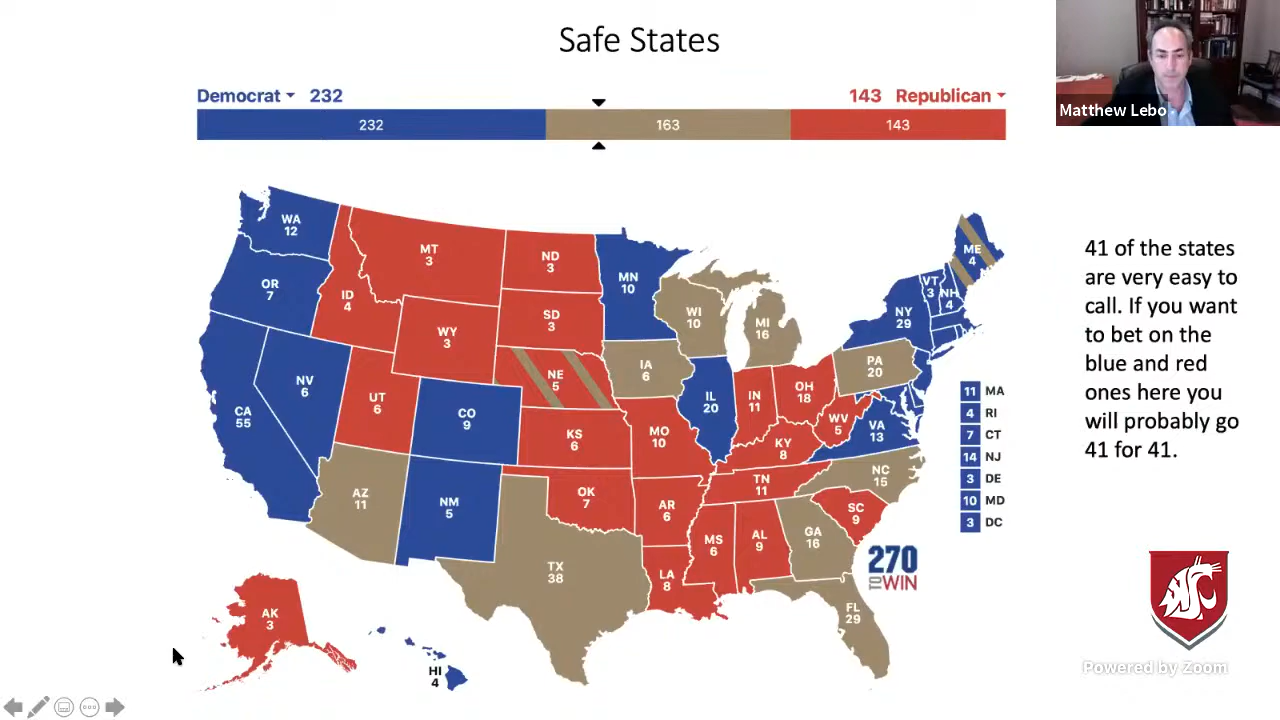 Safe States
Democrat 232
143 Republican
232
163
143
Matthew Lebo
WA
12
OR
7
CA
55
NV
6
ID
4
MT
3
WY
3
UT
6
AZ
11
CO
9
NM
5
ND
3
SD
3
NE
5
KS
6
OK
7
TX
38
MN
10
IA
6
MO
10
AR
6
LA
8
WI
10
IL
20
MI
16
IN
11
OH
18
KY
8
TN
11
MS
6
AL
9
GA
16
FL
29
SC
9
NC
15
VA
13
WV
5
PA
20
NY
29
VT
3
NH
4
ME
4
AK
3
HI
4
11 MA
4 RI
7 CT
14 NJ
3 DE
10 MD
3 DC
270
TO WIN
41 of the states
are very easy to
call. If you want
to bet on the
blue and red
ones here you
will probably go
41 for 41.
Powered by Zoom